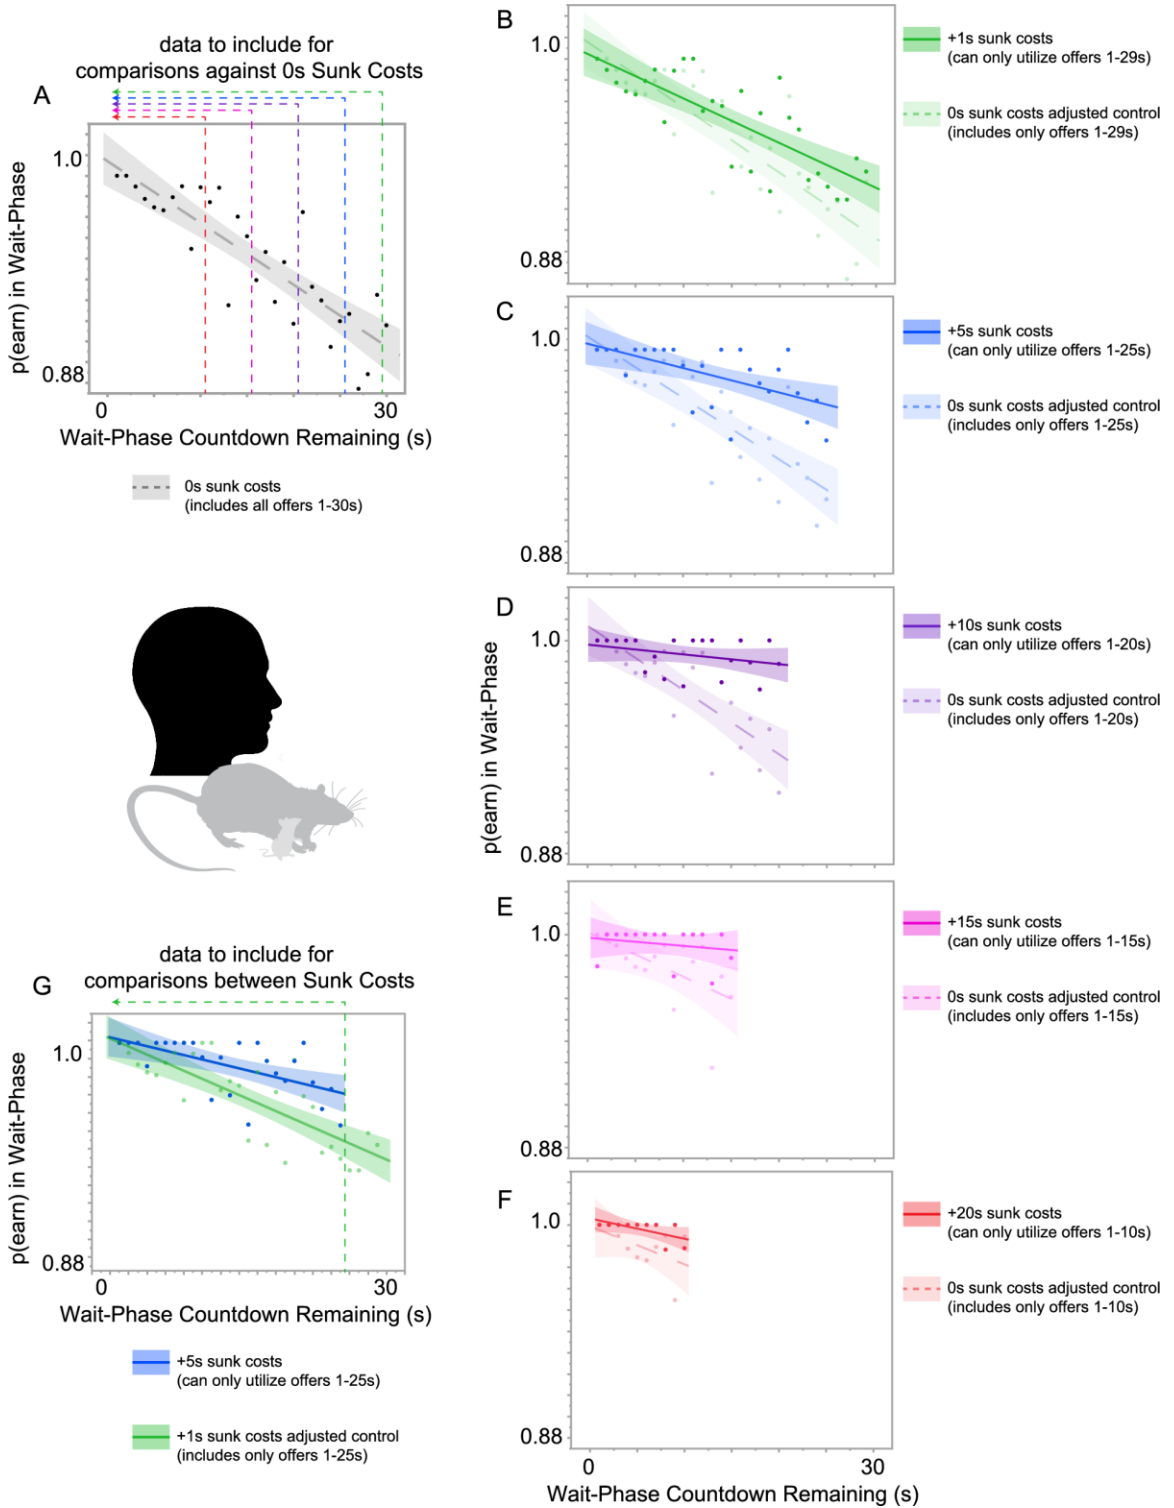 data to include for
comparisons against 0s Sunk Costs
A
1.0
p(earn) in Wait-Phase
0.88
0
30
Wait-Phase Countdown Remaining (s)
0s sunk costs
(includes all offers 1-30s)
data to include for
comparisons between Sunk Costs
G
1.0
p(earn) in Wait-Phase
0.88
0
30
Wait-Phase Countdown Remaining (s)
+5s sunk costs
(can only utilize offers 1-25s)
+1s sunk costs adjusted control
(includes only offers 1-25s)
B
1.0
0.88
+1s sunk costs
(can only utilize offers 1-29s)
0s sunk costs adjusted control
(includes only offers 1-29s)
C
1.0
0.88
+5s sunk costs
(can only utilize offers 1-25s)
0s sunk costs adjusted control
(includes only offers 1-25s)
D
1.0
p(earn) in Wait-Phase
0.88
+10s sunk costs
(can only utilize offers 1-20s)
0s sunk costs adjusted control
(includes only offers 1-20s)
E
1.0
0.88
+15s sunk costs
(can only utilize offers 1-15s)
0s sunk costs adjusted control
(includes only offers 1-15s)
F
1.0
0.88
0
30
Wait-Phase Countdown Remaining (s)
+20s sunk costs
(can only utilize offers 1-10s)
0s sunk costs adjusted control
(includes only offers 1-10s)